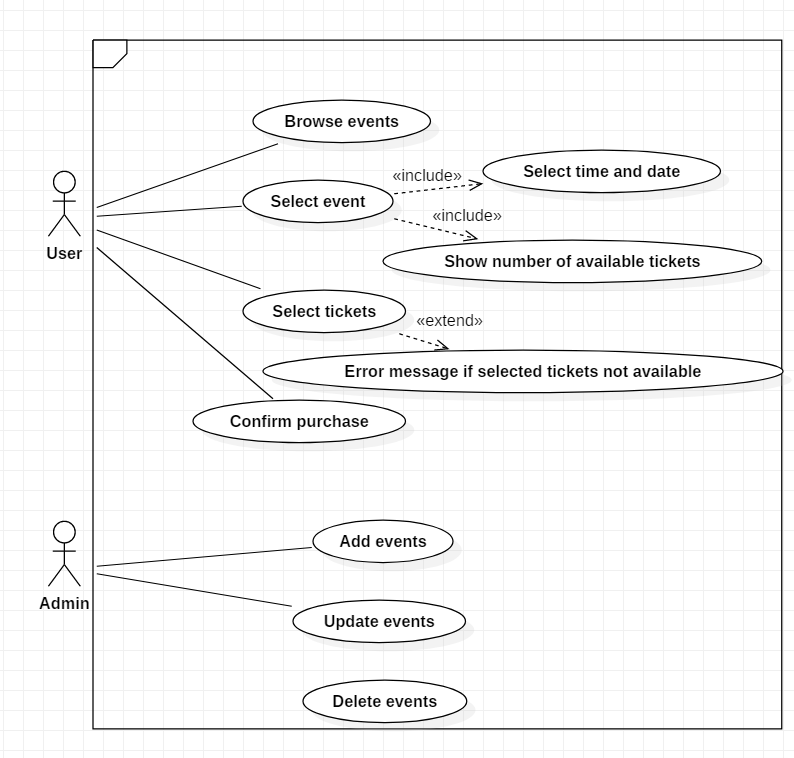 Browse events
«include»
Select time and date
Select event
«include»
User
Show number of available tickets
Select tickets
«extend»
Error message if selected tickets not available
Confirm purchase
Add events
Admin
Update events
Delete events